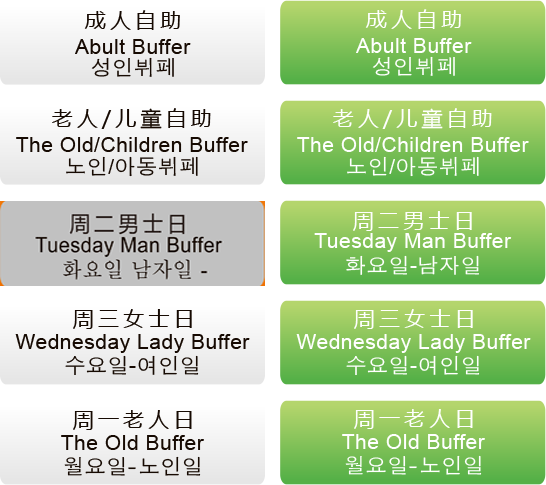 成人自助
Abult Buffer
성인뷔페
成人自助
Abult Buffer
성인뷔페
老人/儿童自助
The Old/Children Buffer
노인/아동뷔페
老人/儿童自助
The Old/Children Buffer
노인/아동뷔페
周二男士日
Tuesday Man Buffer
화요일 남자일 -
周二男士日
Tuesday Man Buffer
화요일-남자일
周三女士日
Wednesday Lady Buffer
수요일-여인일
周三女士日
Wednesday Lady Buffer
수요일-여인일
周一老人日
The Old Buffer
월요일-노인일
周一老人日
The Old Buffer
월요일-노인일